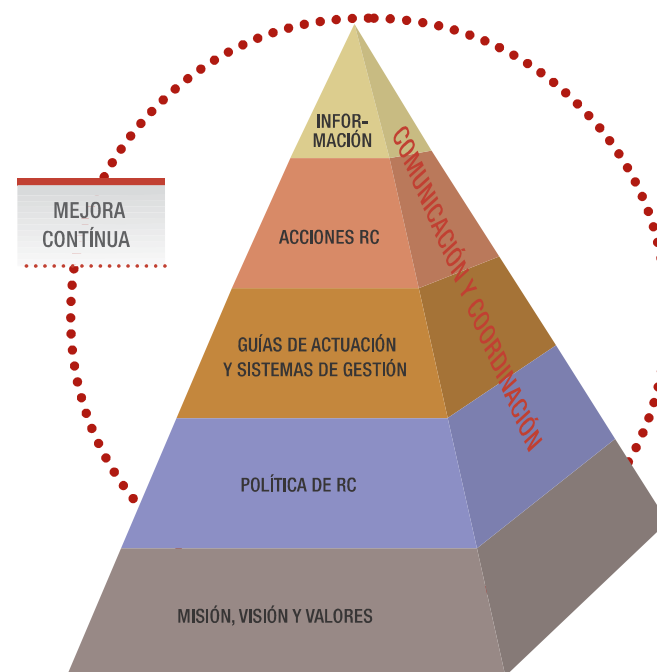 INFOR-
MACIÓN
COMUNICACIÓN Y COORDINACIÓN
MEJORA
CONTÍNUA
ACCIONES RC
GUÍAS DE ACTUACIÓN
Y SISTEMAS DE GESTIÓN
POLÍTICA DE RC
MISIÓN, VISIÓN Y VALORES